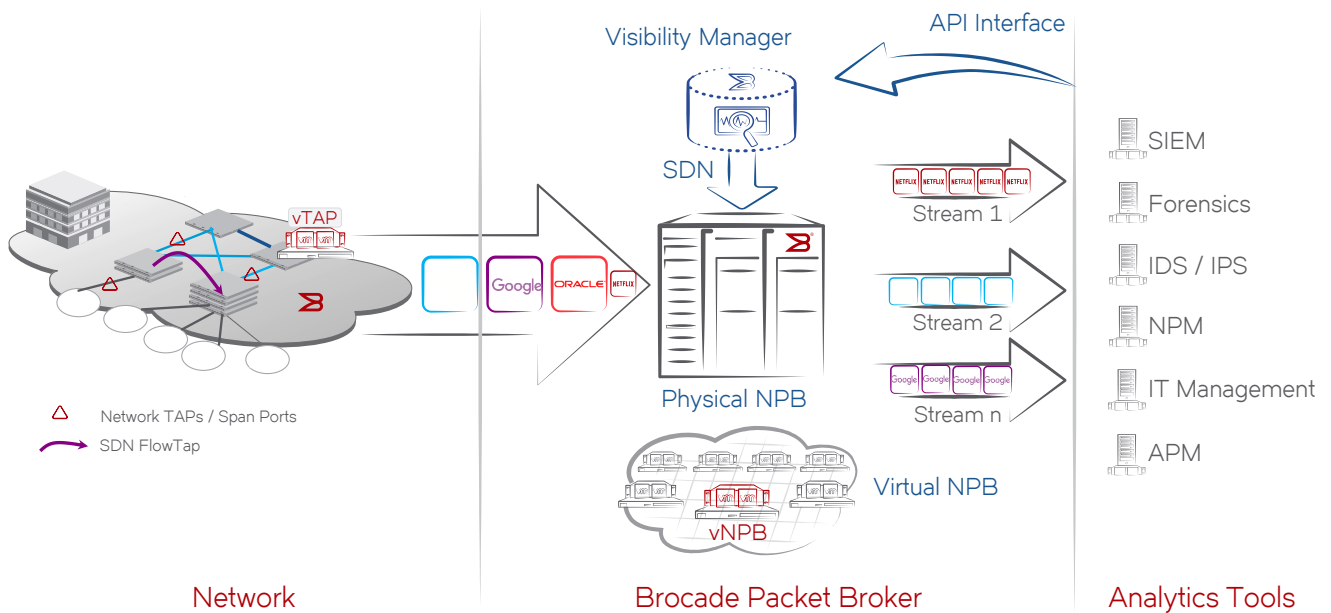 API Interface
Visibility Manager
SDN
vTAP
Google
ORACLE
NETFLIX
NETFLIX NETFLIX NETFLIX NETFLIX NETFLIX
Stream 1
Stream 2
Google Google Google Google
Stream n
Physical NPB
Virtual NPB
vNPB
Network TAPs / Span Ports
SDN FlowTap
SIEM
Forensics
IDS / IPS
NPM
IT Management
APM
Network
Brocade Packet Broker
Analytics Tools